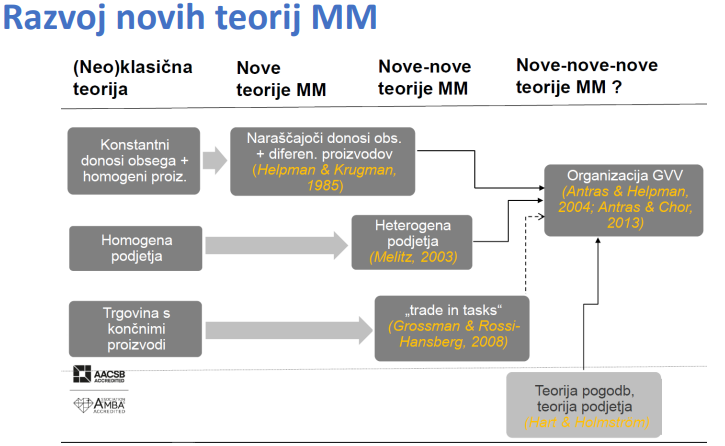 Razvoj novih teorij MM
(Neo)klasična
teorija
Nove
teorije MM
Nove-nove
teorije MM
Nove-nove-nove
teorije MM ?
Konstantni
donosi obsega +
homogeni proiz.
Naraščajoči donosi obs.
+ diferen. proizvodov
(Helpman & Krugman,
1985)
Organizacija GVV
(Antras & Helpman,
2004; Antras & Chor,
2013)
Homogena
podjetja
Heterogena
podjetja
(Melitz, 2003)
Trgovina s
končnimi
proizvodi
„trade in tasks“
(Grossman & Rossi-
Hansberg, 2008)
AACSB
ACCREDITED
ASSOCIATION
AMBA
ACCREDITED
Teorija pogodb,
teorija podjetja
(Hart & Holmstrom)